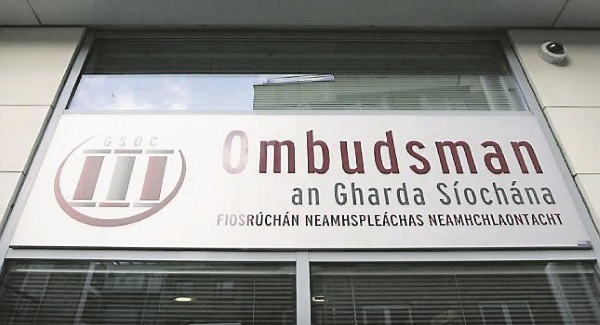 GSOC
Ombudsman
an Gharda Síochána
FIOSRÚCHÁN NEAMHSPLEÁCHAS NEAMHCHLAONTACHT